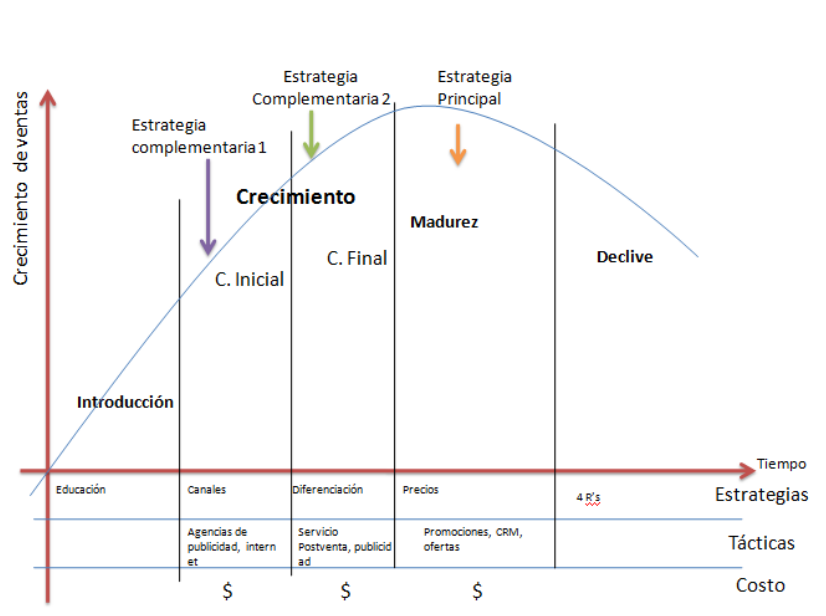 Estrategia
Complementaria 2
Estrategia
Principal
Estrategia
complementaria 1
Crecimiento de ventas
Crecimiento
Madurez
C. Final
Declive
C. Inicial
Introducción
Tiempo
Educación
Canales
Diferenciación
Precios
4 R's
Estrategias
Agencias de
publicidad, intern
et
Servicio
Postventa, publicid
ad
Promociones, CRM,
ofertas
Tácticas
$
$
$
Costo